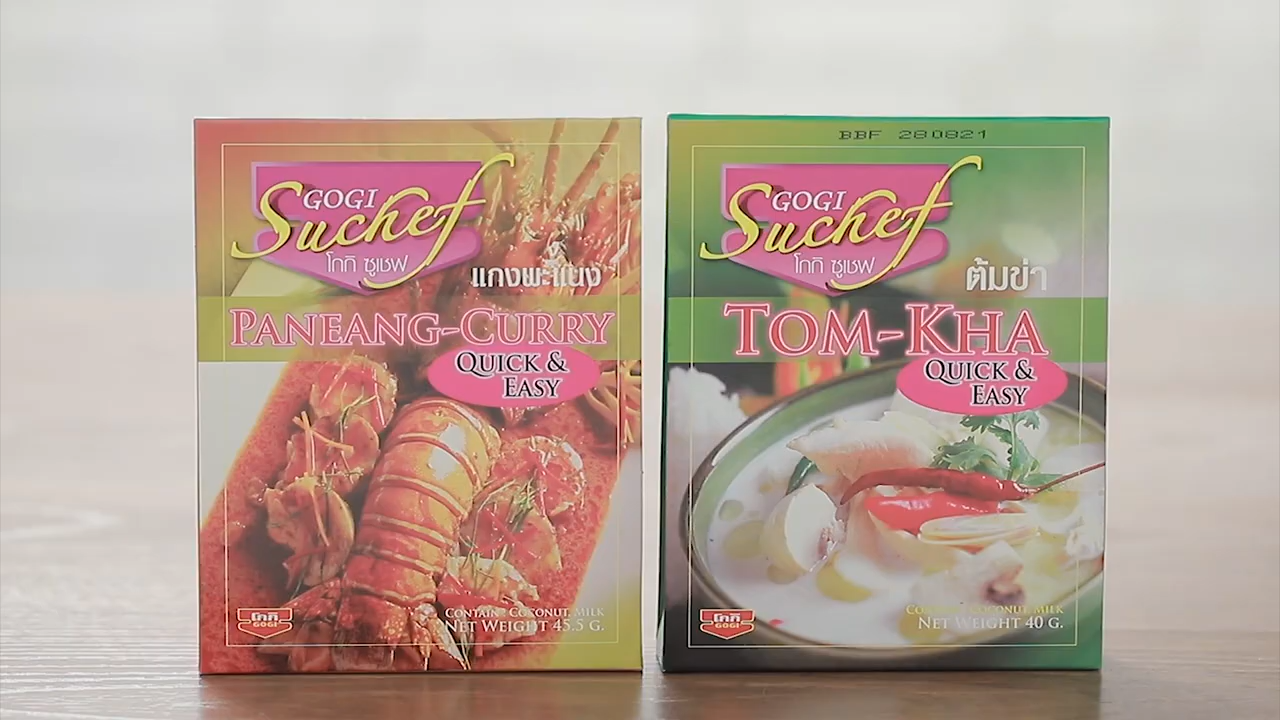 GOGI
Suchef
โกกิ ซูเชฟ
แกงพะแนง
PANEANG-CURRY
QUICK &
EASY
โกกิ
GOGI
CONTAIN : COCONUT MILK
NET WEIGHT 45.5 G.
BBF 280821
GOGI
Suchef
โกกิ ซูเชฟ
ต้มข่า
TOM-KHA
QUICK &
EASY
โกกิ
GOGI
CONTAIN : COCONUT MILK
NET WEIGHT 40 G.